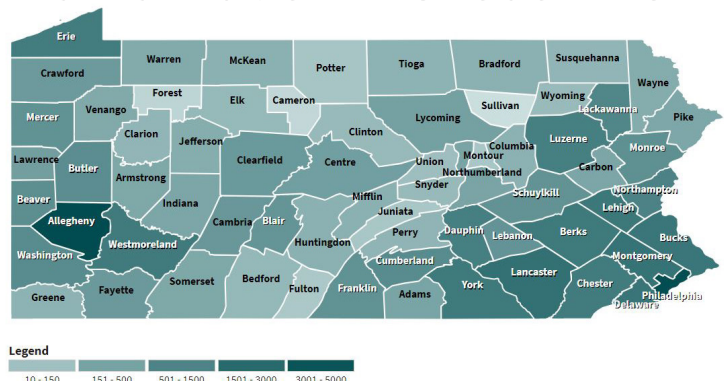 Erie
Warren
McKean
Potter
Tioga
Bradford
Susquehanna
Wayne
Crawford
Forest
Elk
Cameron
Sullivan
Wyoming
Lackawanna
Pike
Mercer
Venango
Clarion
Jefferson
Clinton
Lycoming
Columbia
Luzerne
Monroe
Lawrence
Butler
Armstrong
Clearfield
Centre
Union
Montour
Northumberland
Carbon
Snyder
Northampton
Beaver
Indiana
Mifflin
Schuylkill
Lehigh
Allegheny
Westmoreland
Cambria
Blair
Juniata
Perry
Dauphin
Lebanon
Berks
Bucks
Washington
Huntingdon
Cumberland
Montgomery
Greene
Fayette
Somerset
Bedford
Fulton
Franklin
Adams
York
Lancaster
Chester
Philadelphia
Delaware
Legend
10 - 150
151 - 500
501 - 1500
1501 - 3000
3001 - 5000